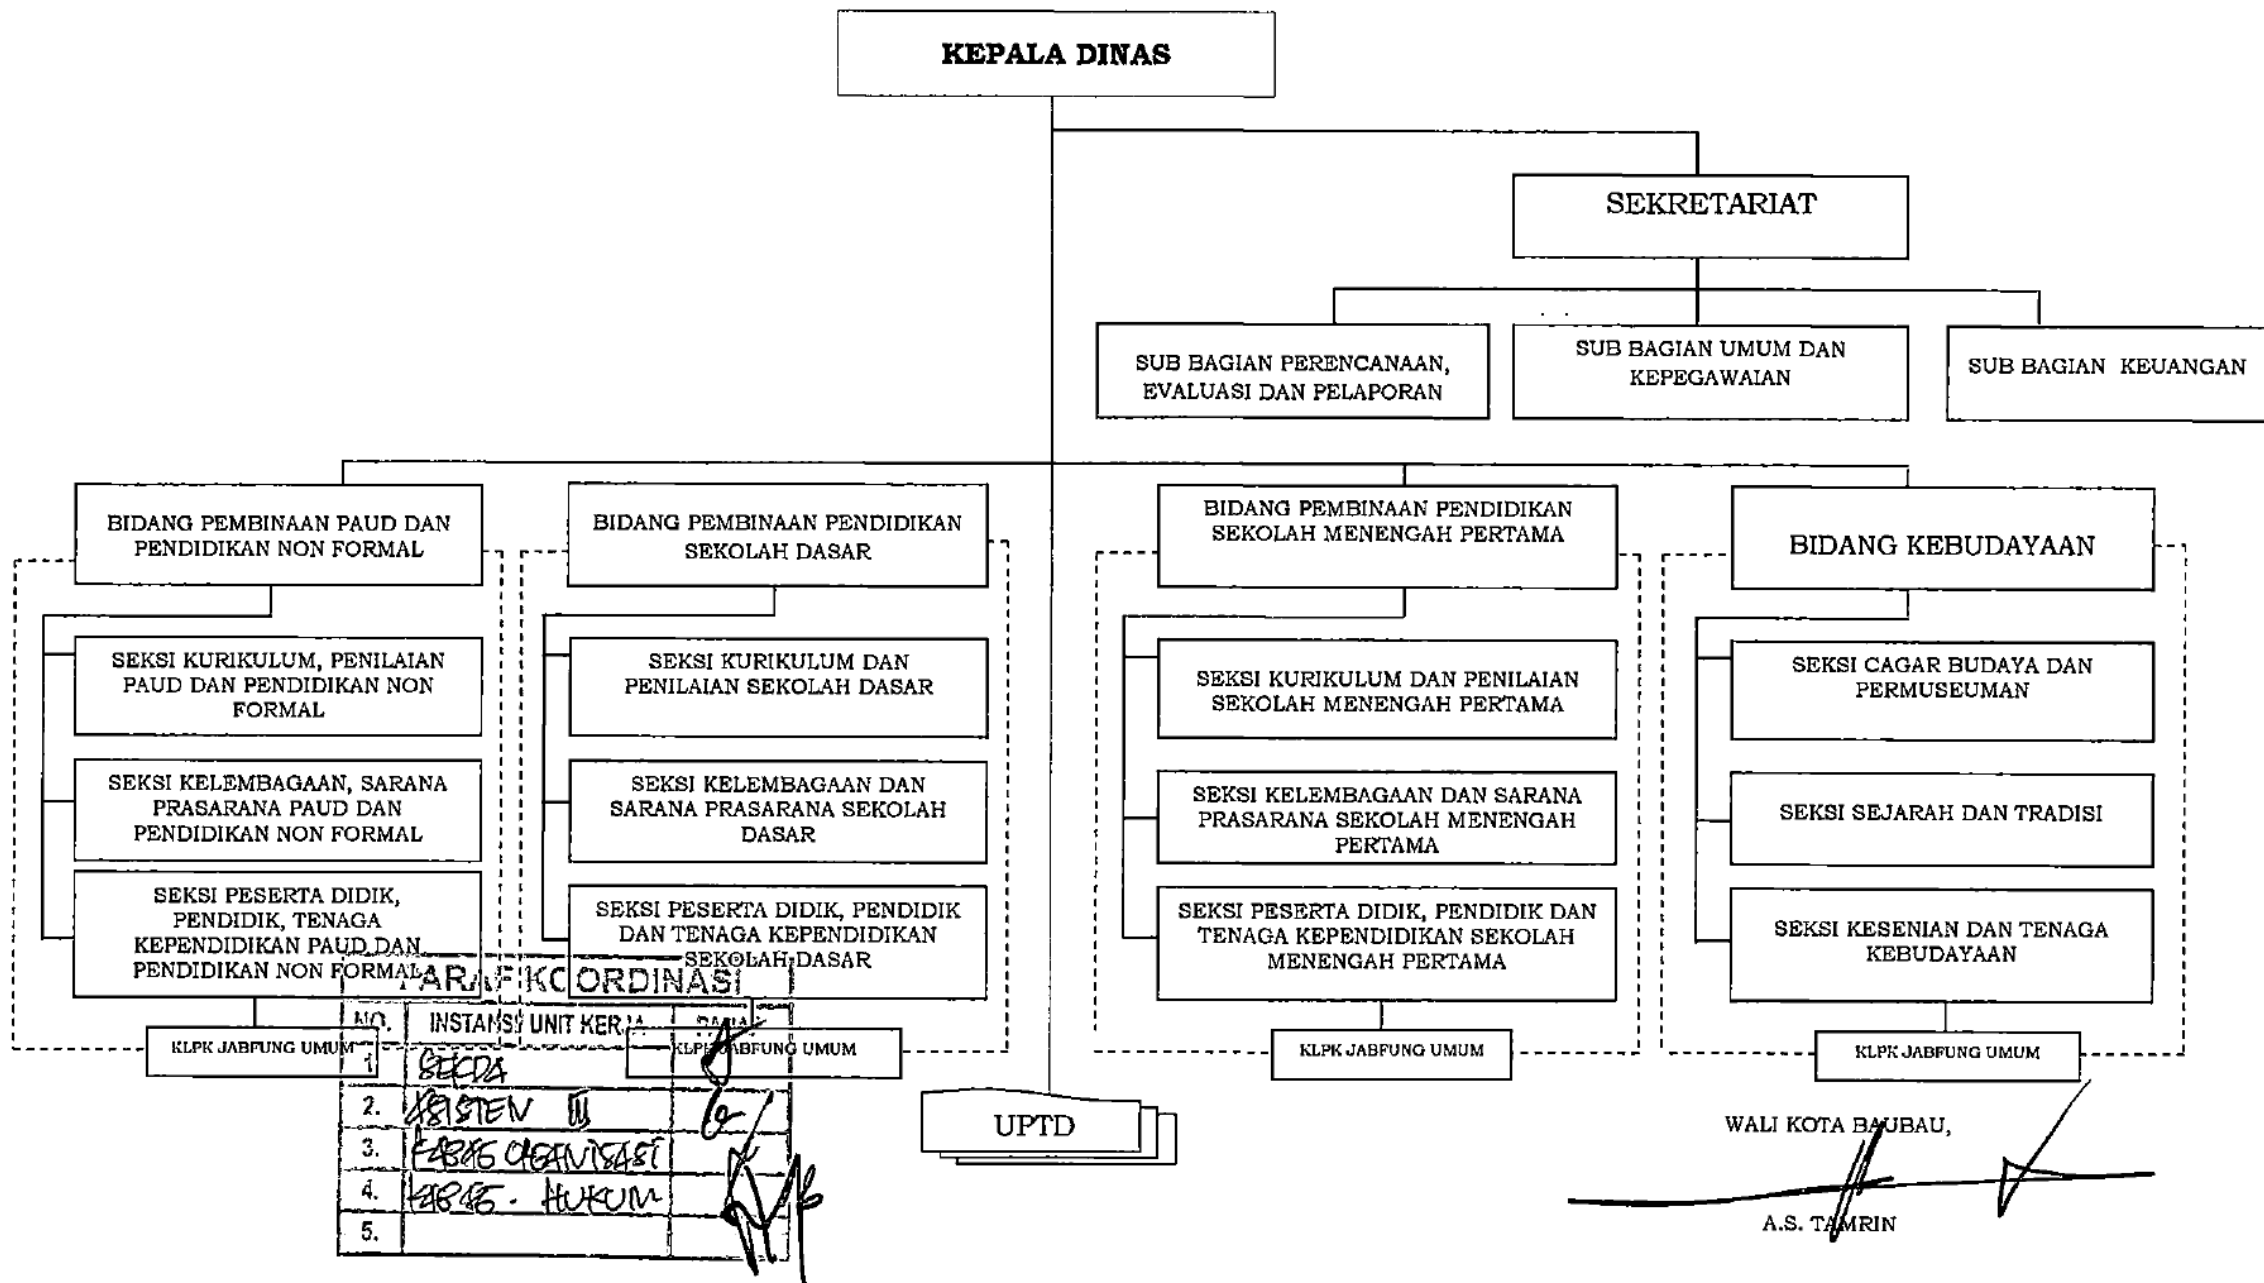 KEPALA DINAS
SEKRETARIAT
SUB BAGIAN PERENCANAAN,
EVALUASI DAN PELAPORAN
SUB BAGIAN UMUM DAN
KEPEGAWAIAN
SUB BAGIAN KEUANGAN
BIDANG PEMBINAAN PAUD DAN
PENDIDIKAN NON FORMAL
BIDANG PEMBINAAN PENDIDIKAN
SEKOLAH DASAR
BIDANG PEMBINAAN PENDIDIKAN
SEKOLAH MENENGAH PERTAMA
BIDANG KEBUDAYAAN
SEKSI KURIKULUM, PENILAIAN
PAUD DAN PENDIDIKAN NON
FORMAL
SEKSI KELEMBAGAAN, SARANA
PRASARANA PAUD DAN
PENDIDIKAN NON FORMAL
SEKSI PESERTA DIDIK,
PENDIDIK, TENAGA
KEPENDIDIKAN PAUD DAN
PENDIDIKAN NON FORMAL
KLPK JABFUNG UMUM
SEKSI KURIKULUM DAN
PENILAIAN SEKOLAH DASAR
SEKSI KELEMBAGAAN DAN
SARANA PRASARANA SEKOLAH
DASAR
SEKSI PESERTA DIDIK, PENDIDIK
DAN TENAGA KEPENDIDIKAN
SEKOLAH DASAR
KLPK JABFUNG UMUM
SEKSI KURIKULUM DAN PENILAIAN
SEKOLAH MENENGAH PERTAMA
SEKSI KELEMBAGAAN DAN SARANA
PRASARANA SEKOLAH MENENGAH
PERTAMA
SEKSI PESERTA DIDIK, PENDIDIK DAN
TENAGA KEPENDIDIKAN SEKOLAH
MENENGAH PERTAMA
KLPK JABFUNG UMUM
SEKSI CAGAR BUDAYA DAN
PERMUSEUMAN
SEKSI SEJARAH DAN TRADISI
SEKSI KESENIAN DAN TENAGA
KEBUDAYAAN
KLPK JABFUNG UMUM
PARAF KOORDINASI
NO. INSTANSI UNIT KERJA PARAF
1 SEKDA
2. ASISTEN III
3. KABAG ORGANISASI
4. KABAG. HUKUM
5.
UPTD
WALI KOTA BAUBAU,
A.S. TAMRIN